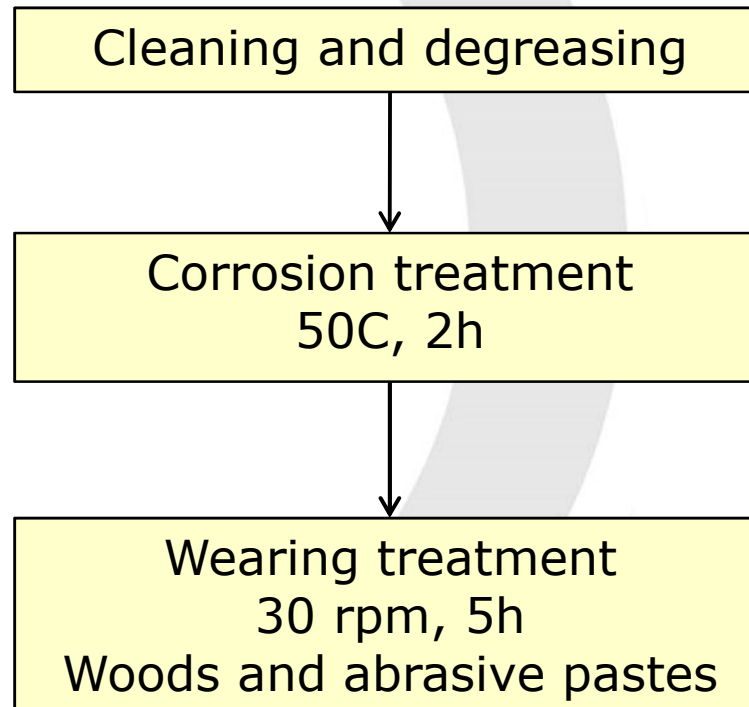 Cleaning and degreasing
Corrosion treatment
50C, 2h
Wearing treatment
30 rpm, 5h
Woods and abrasive pastes